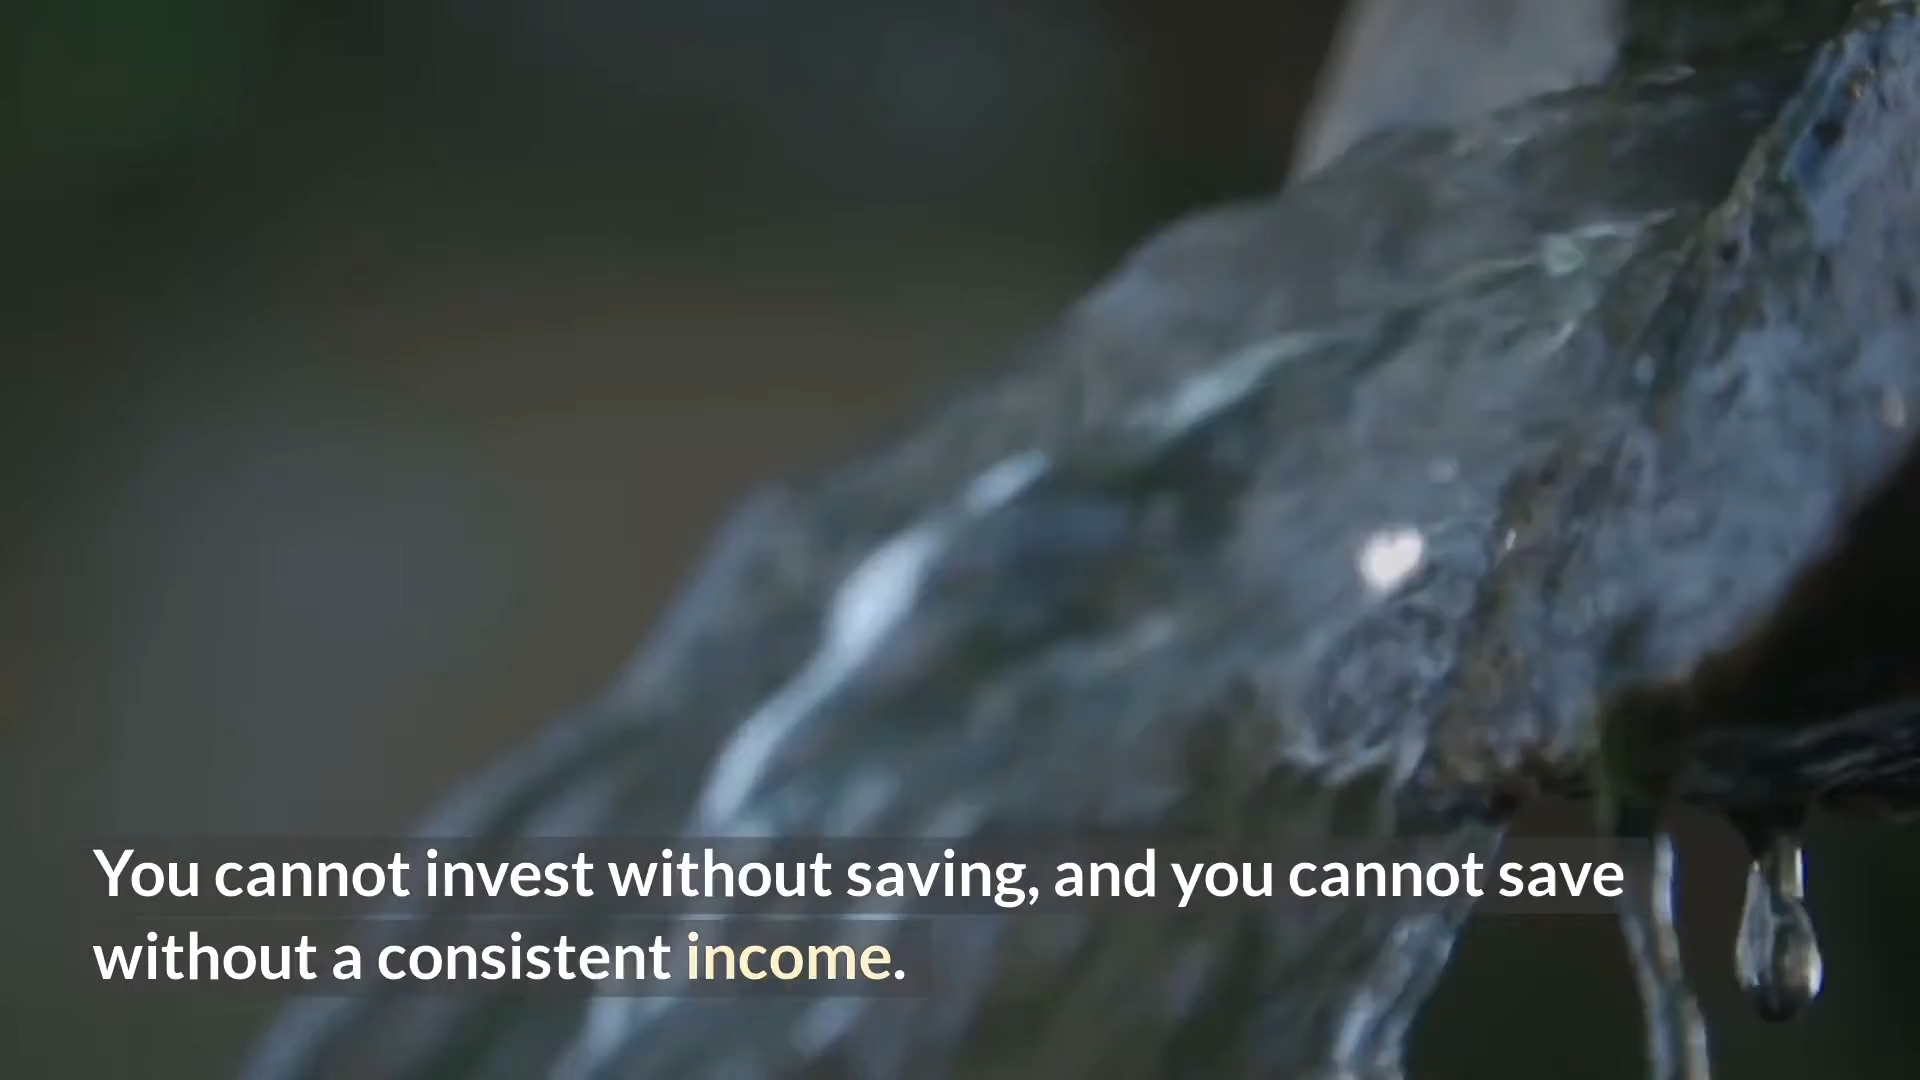 You cannot invest without saving, and you cannot save
without a consistent income.